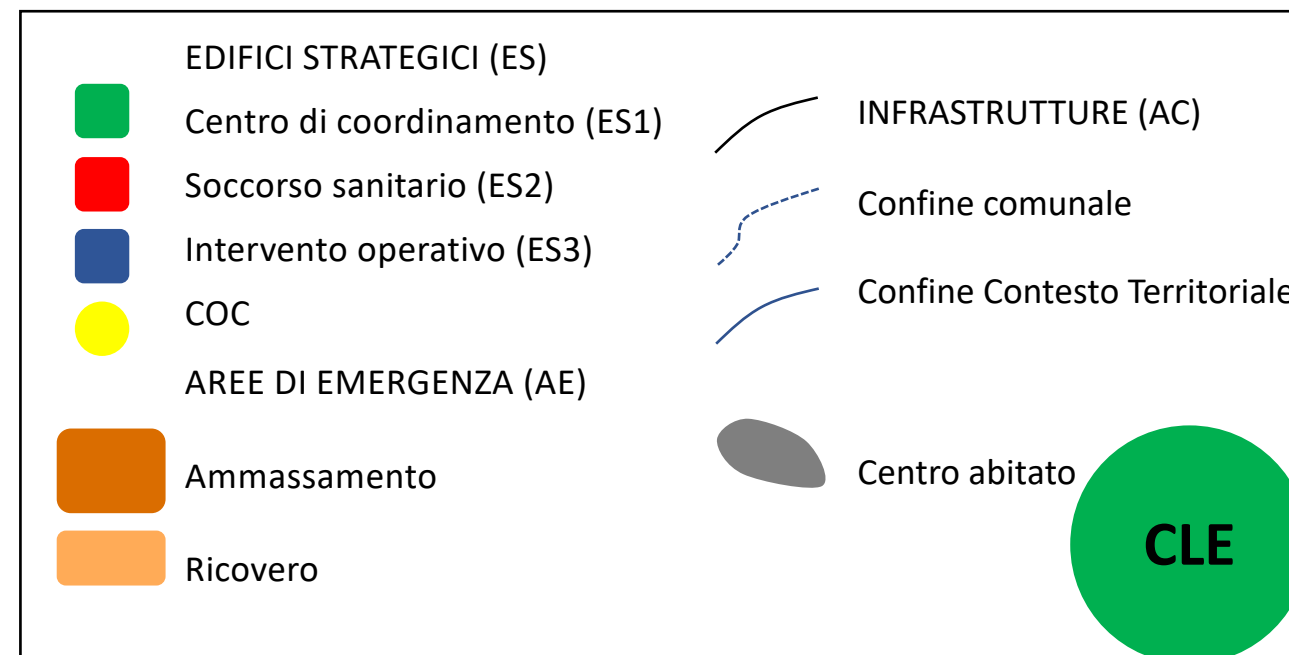 EDIFICI STRATEGICI (ES)
Centro di coordinamento (ES1)
Soccorso sanitario (ES2)
Intervento operativo (ES3)
COC
AREE DI EMERGENZA (AE)
Ammassamento
Ricovero
INFRASTRUTTURE (AC)
Confine comunale
Confine Contesto Territoriale
Centro abitato
CLE